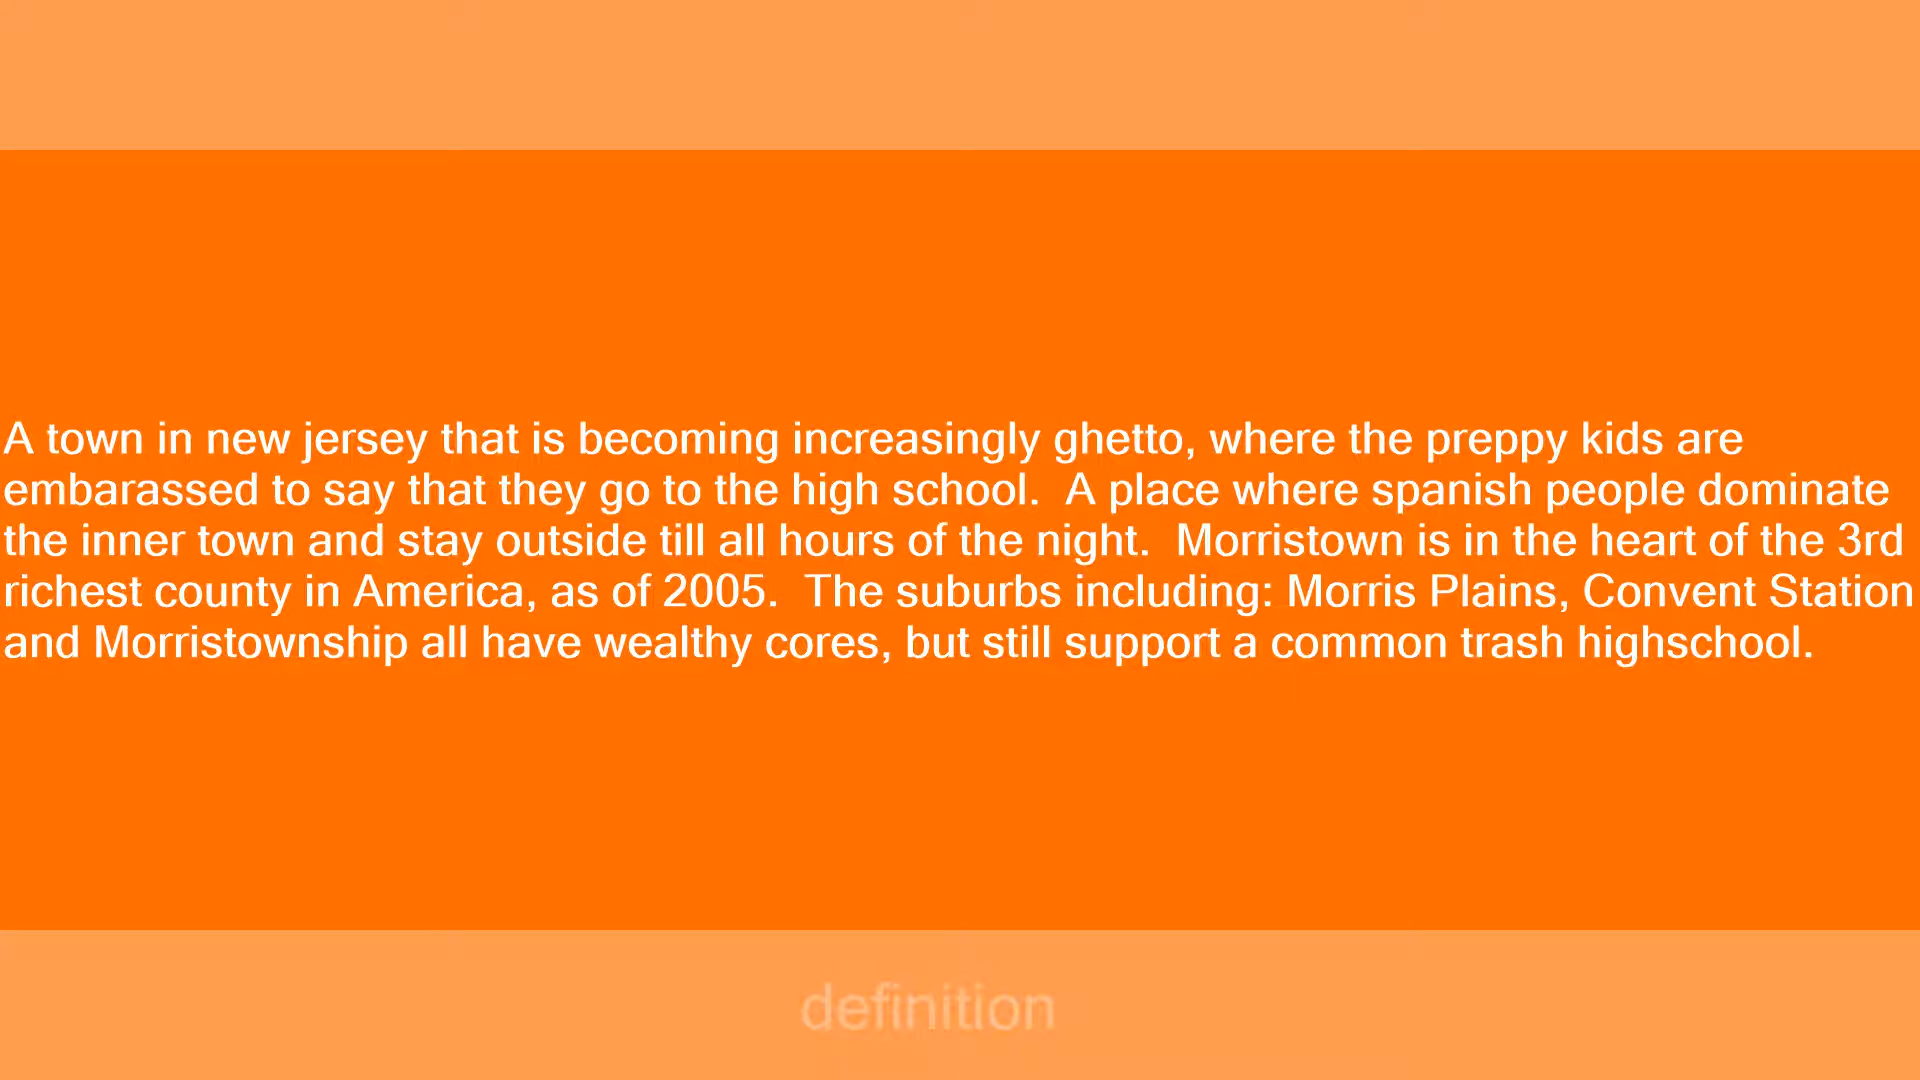 A town in new jersey that is becoming increasingly ghetto, where the preppy kids are
embarassed to say that they go to the high school.  A place where spanish people dominate
the inner town and stay outside till all hours of the night.  Morristown is in the heart of the 3rd
richest county in America, as of 2005.  The suburbs including: Morris Plains, Convent Station
and Morristownship all have wealthy cores, but still support a common trash highschool.
definition